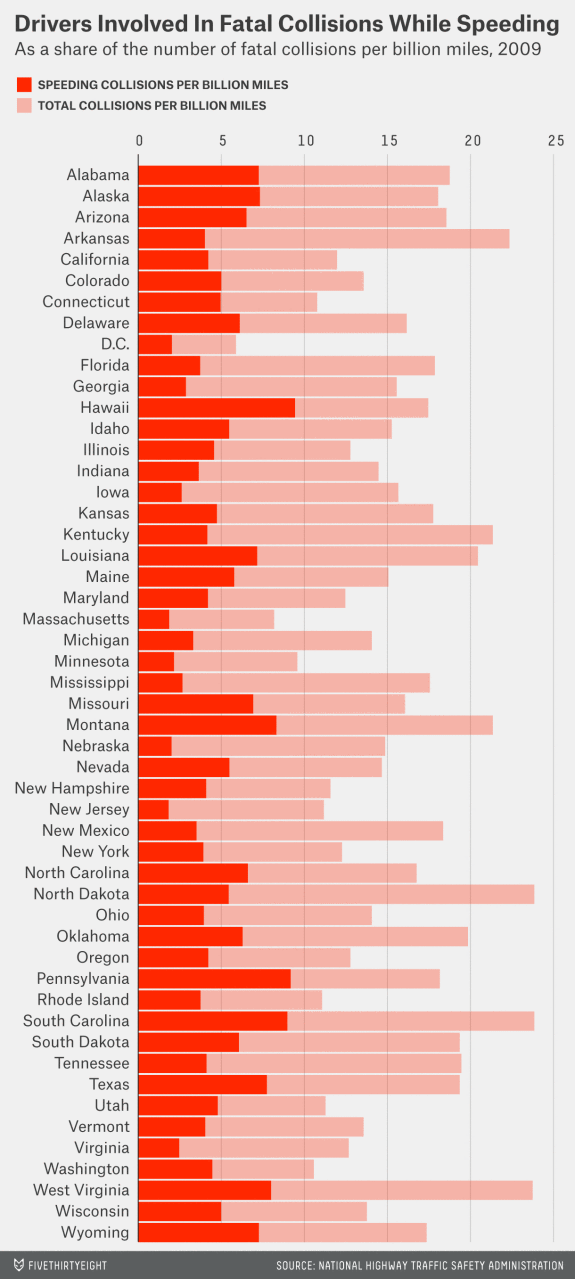 Drivers Involved In Fatal Collisions While Speeding
As a share of the number of fatal collisions per billion miles, 2009
SPEEDING COLLISIONS PER BILLION MILES
TOTAL COLLISIONS PER BILLION MILES
0 5 10 15 20 25
Alabama
Alaska
Arizona
Arkansas
California
Colorado
Connecticut
Delaware
D.C.
Florida
Georgia
Hawaii
Idaho
Illinois
Indiana
Iowa
Kansas
Kentucky
Louisiana
Maine
Maryland
Massachusetts
Michigan
Minnesota
Mississippi
Missouri
Montana
Nebraska
Nevada
New Hampshire
New Jersey
New Mexico
New York
North Carolina
North Dakota
Ohio
Oklahoma
Oregon
Pennsylvania
Rhode Island
South Carolina
South Dakota
Tennessee
Texas
Utah
Vermont
Virginia
Washington
West Virginia
Wisconsin
Wyoming
FIVETHIRTYEIGHT SOURCE: NATIONAL HIGHWAY TRAFFIC SAFETY ADMINISTRATION